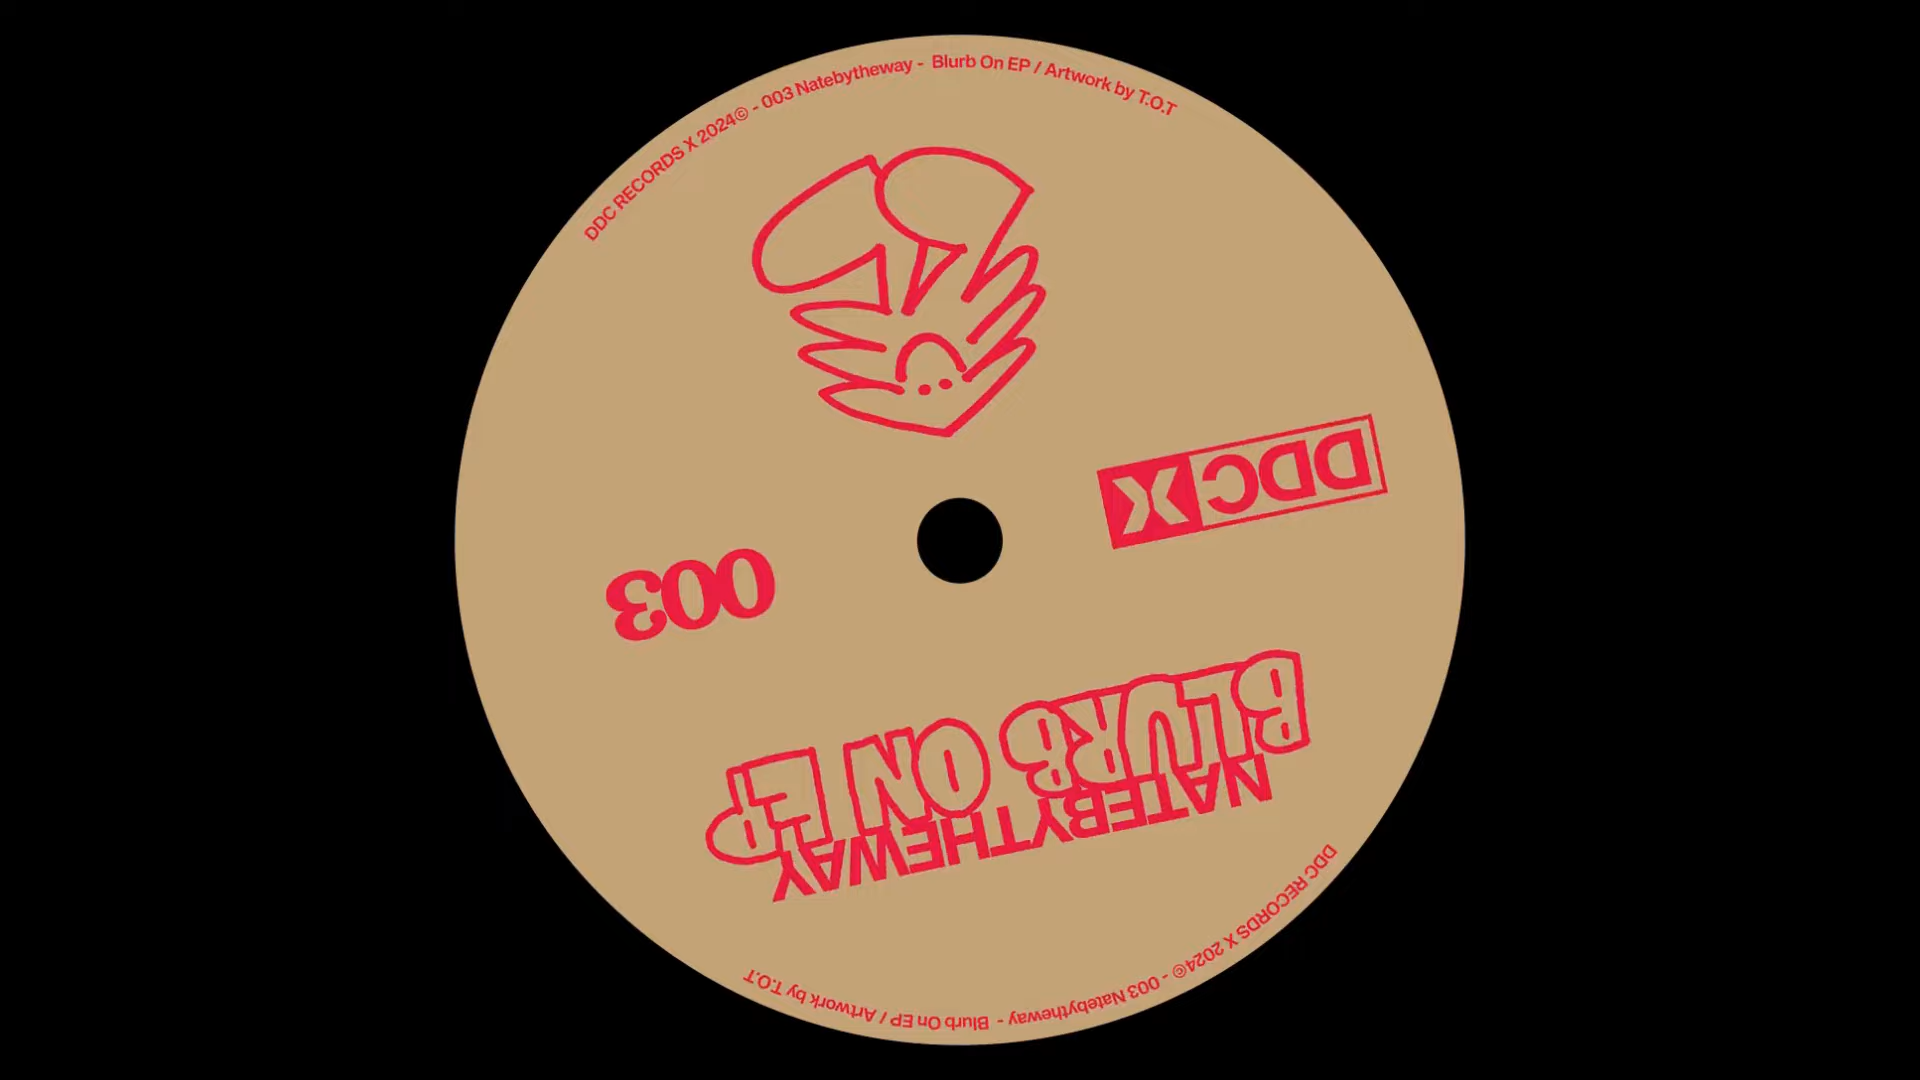 DDC RECORDS X 2024© - 003 Natebytheway - Blurb On EP / Artwork by T.O.T
DDC X
003
NATEBYTHEWAY
BLURB ON EP
DDC RECORDS X 2024© - 003 Natebytheway - Blurb On EP / Artwork by T.O.T